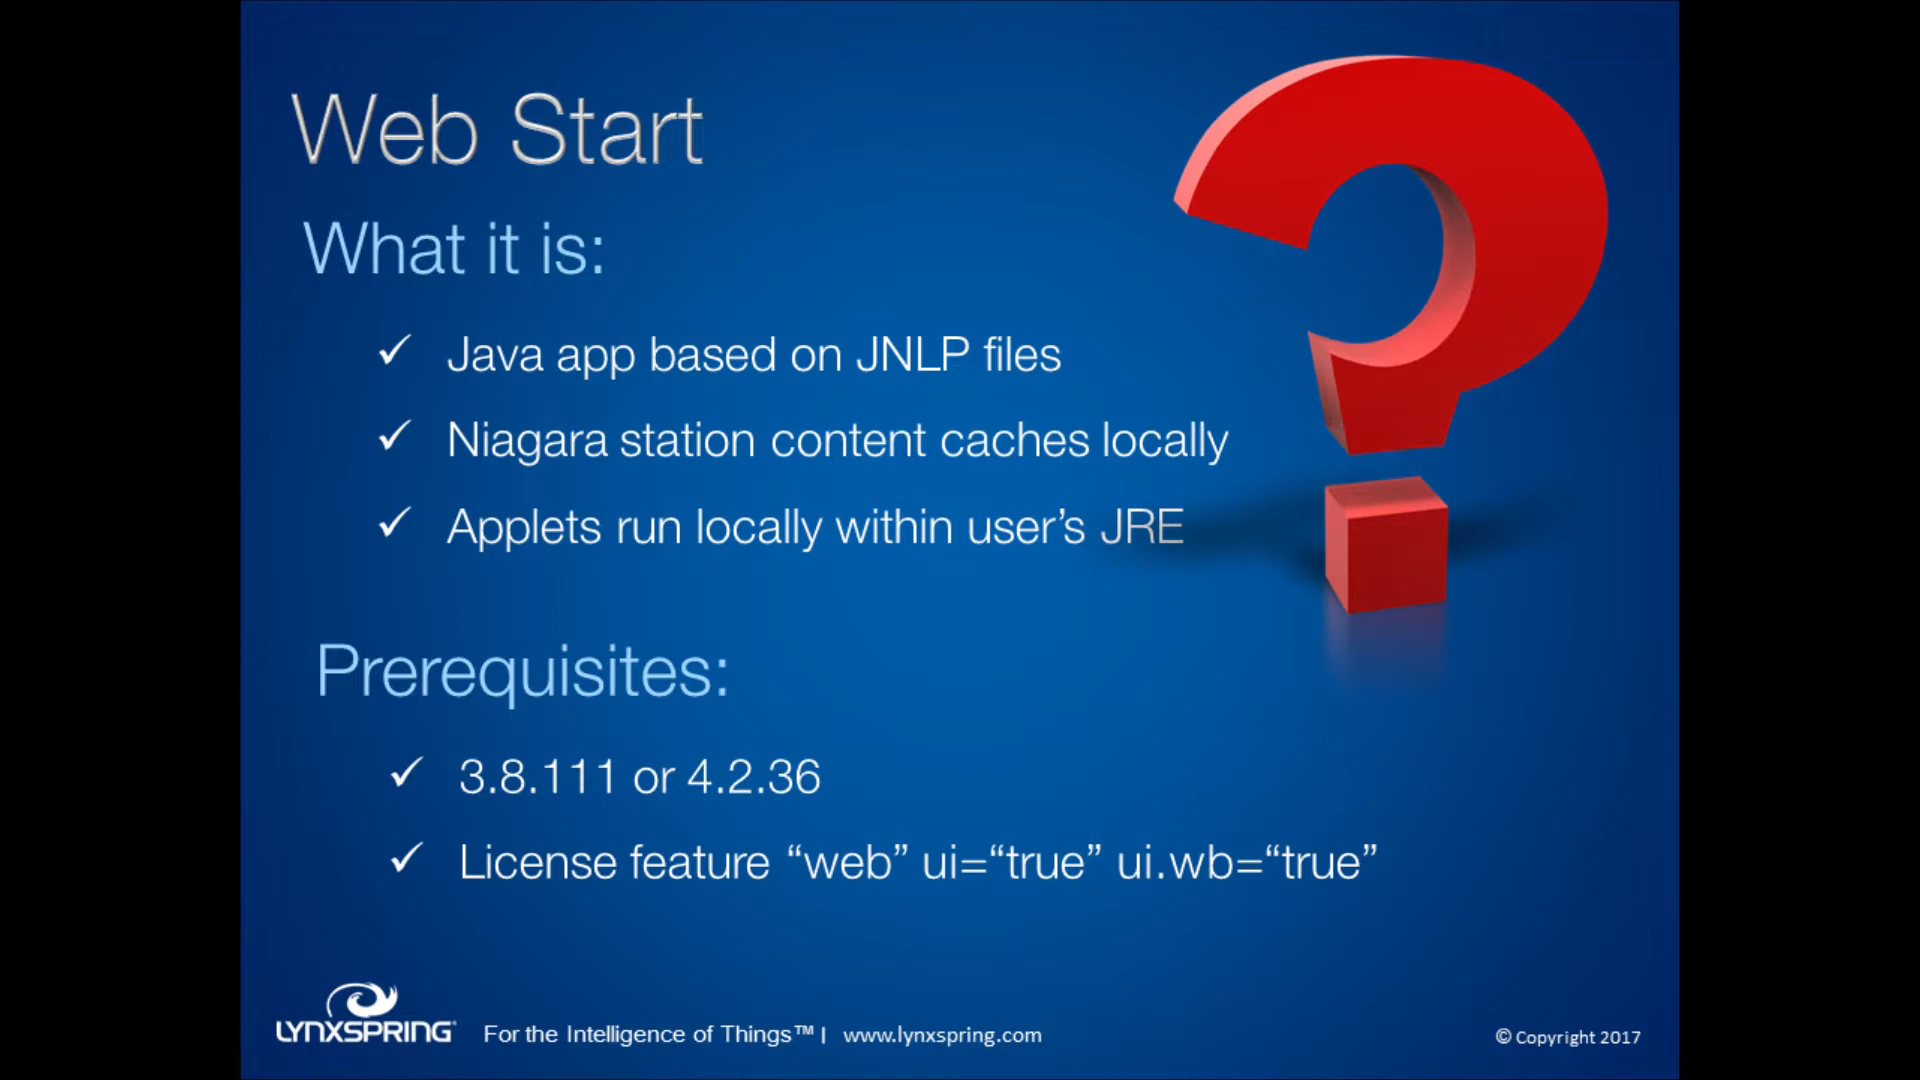 Web Start
What it is:
✓ Java app based on JNLP files
✓ Niagara station content caches locally
✓ Applets run locally within user’s JRE
Prerequisites:
✓ 3.8.111 or 4.2.36
✓ License feature “web” ui=“true” ui.wb=“true”
LYNXSPRING® For the Intelligence of Things™ | www.lynxspring.com
© Copyright 2017